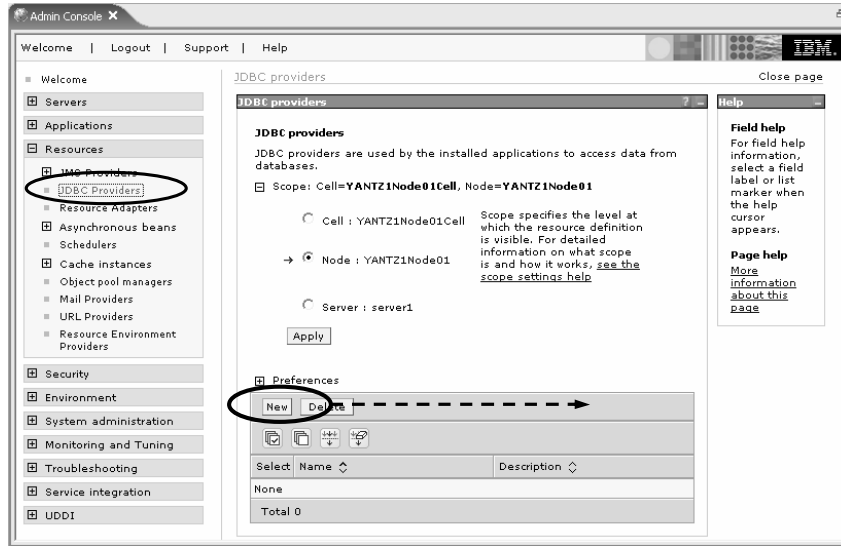 Admin Console
Welcome | Logout | Support | Help
IBM.
Welcome
Servers
Applications
Resources
JMS Providers
JDBC Providers
Resource Adapters
Asynchronous beans
Schedulers
Cache instances
Object pool managers
Mail Providers
URL Providers
Resource Environment
Providers
Security
Environment
System administration
Monitoring and Tuning
Troubleshooting
Service integration
UDDI
JDBC providers
Close page
JDBC providers
? _
JDBC providers
JDBC providers are used by the installed applications to access data from
databases.
Scope: Cell=YANTZ1Node01Cell, Node=YANTZ1Node01
Cell : YANTZ1Node01Cell
Node : YANTZ1Node01
Server : server1
Scope specifies the level at
which the resource definition
is visible. For detailed
information on what scope
is and how it works, see the
scope settings help
Apply
Preferences
New Delete
Select Name Description
None
Total 0
Help _
Field help
For field help
information,
select a field
label or list
marker when
the help
cursor
appears.
Page help
More
information
about this
page